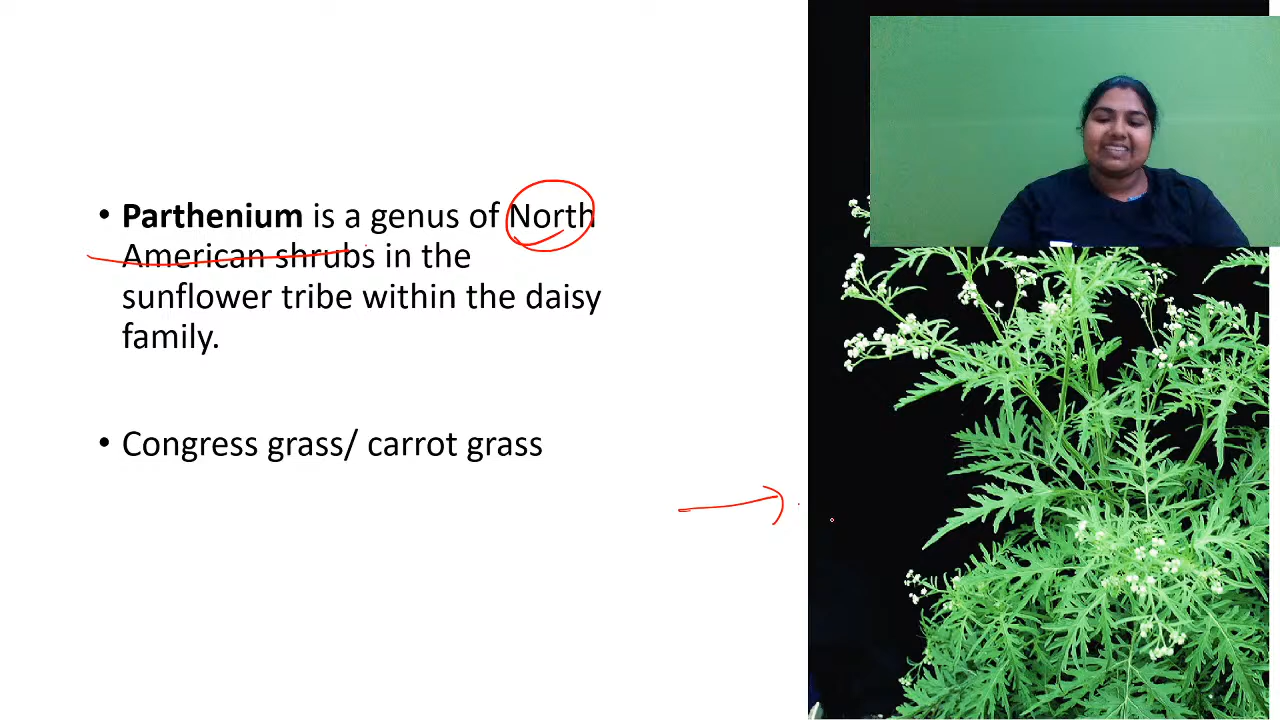 • Parthenium is a genus of North
American shrubs in the
sunflower tribe within the daisy
family.
• Congress grass/ carrot grass